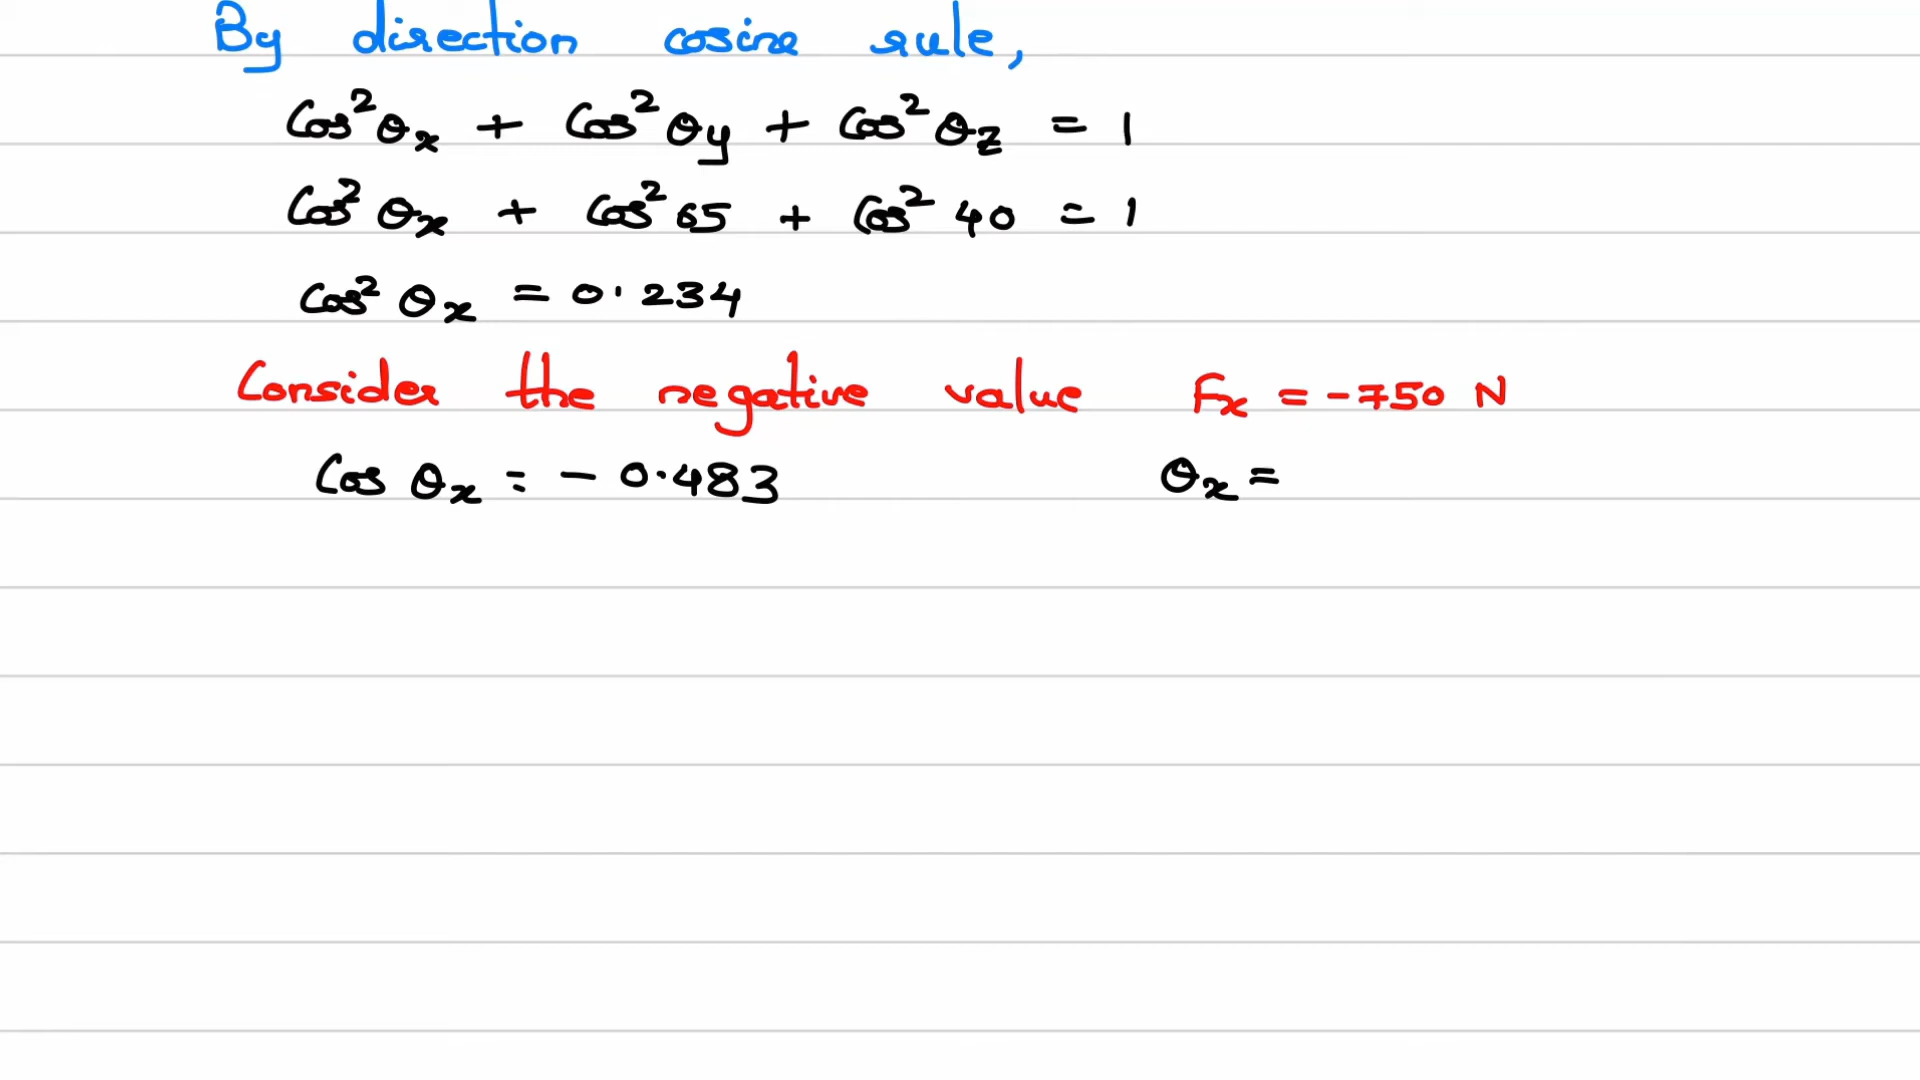 By direction cosine rule,
Cos²θx + Cos²θy + Cos²θz = 1
Cos²θx + Cos²65 + Cos²40 = 1
Cos²θx = 0.234
Consider the negative value Fx = -750 N
Cos θx = - 0.483 θx =